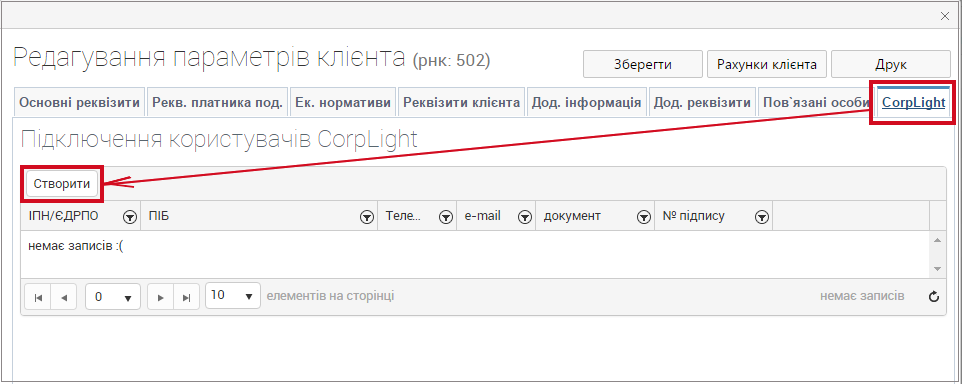 Редагування параметрів клієнта (рнк: 502)
Зберегти Рахунки клієнта Друк
Основні реквізити Рекв. платника под. Ек. нормативи Реквізити клієнта Дод. інформація Дод. реквізити Пов`язані особи CorpLight
Підключення користувачів CorpLight
Створити
ІПН/ЄДРПО ПІБ Теле... e-mail документ № підпису
немає записів :(
0 10 елементів на сторінці немає записів